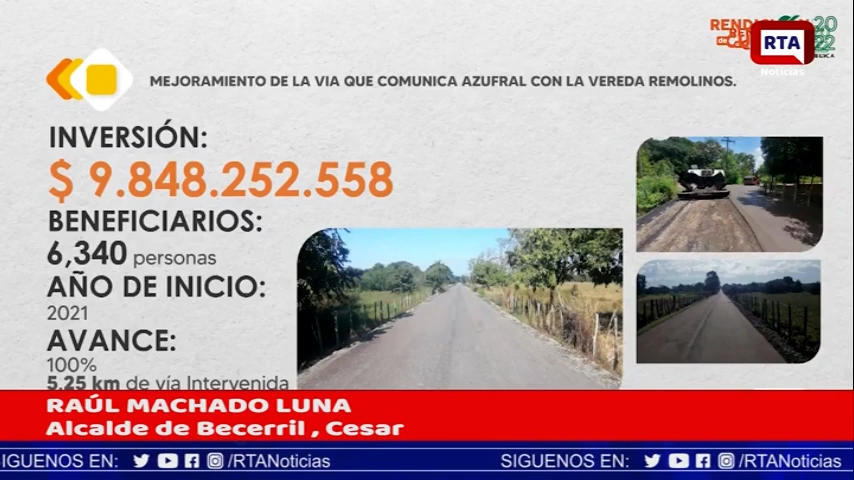 20
22
RTA
Noticias
MEJORAMIENTO DE LA VIA QUE COMUNICA AZUFRAL CON LA VEREDA REMOLINOS.
INVERSIÓN:
$ 9.848.252.558
BENEFICIARIOS:
6,340 personas
AÑO DE INICIO:
2021
AVANCE:
100%
5.25 km de vía Intervenida
RAÚL MACHADO LUNA
Alcalde de Becerril , Cesar
SIGUENOS EN: /RTANoticias SIGUENOS EN: /RTANoticias